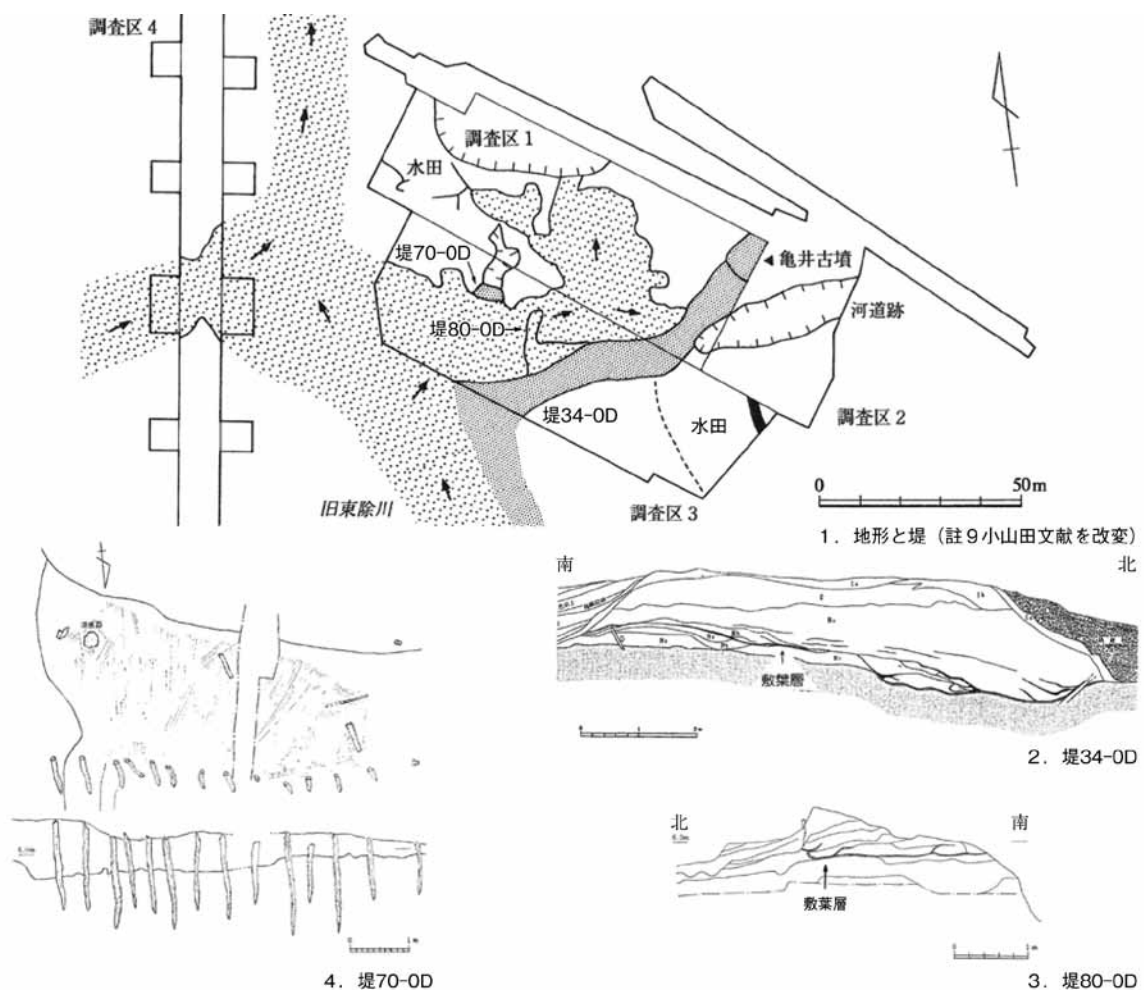 調査区4
調査区1
水田
堤70-0D
亀井古墳
河道跡
堤80-0D
堤34-0D
水田
調査区2
旧東除川
調査区3
0 50m
1. 地形と堤(註9小山田文献を改変)
南 北
敷葉層
2. 堤34-0D
北 南
敷葉層
3. 堤80-0D
0 1m
4. 堤70-0D